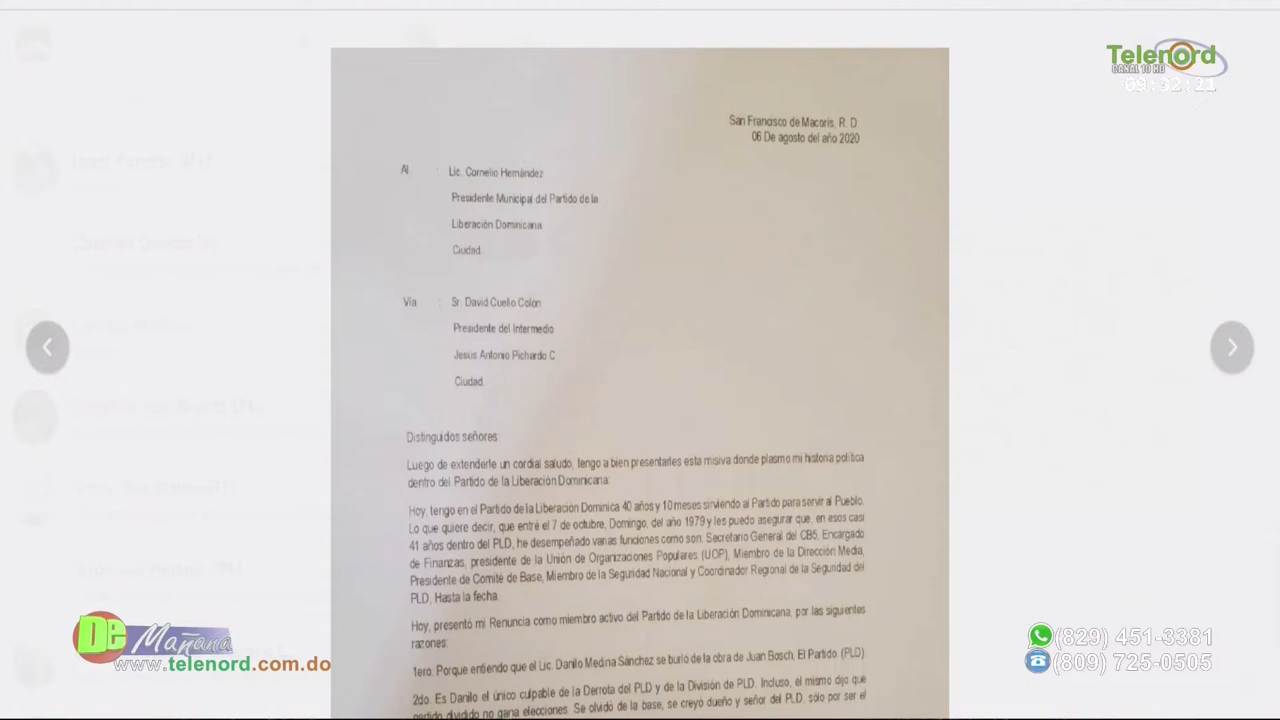 Telenord
CANAL 10 HD
09:32:21
San Francisco de Macoris, R. D
06 De agosto del año 2020
Al : Lic. Cornelio Hernández
Presidente Municipal del Partido de la
Liberación Dominicana
Ciudad.
Via : Sr. David Cuello Colón
Presidente del Intermedio
Jesus Antonio Pichardo C
Ciudad.
Distinguidos señores:
Luego de extenderle un cordial saludo, tengo a bien presentarles esta misiva donde plasmo mi historia política
dentro del Partido de la Liberación Dominicana:
Hoy, tengo en el Partido de la Liberación Dominica 40 años y 10 meses sirviendo al Partido para servir al Pueblo.
Lo que quiere decir, que entré el 7 de octubre, Domingo, del año 1979 y les puedo asegurar que, en esos casi
41 años dentro del PLD, he desempeñado varias funciones como son: Secretario General del CB5, Encargado
de Finanzas, presidente de la Unión de Organizaciones Populares (UOP), Miembro de la Dirección Media,
Presidente de Comité de Base, Miembro de la Seguridad Nacional y Coordinador Regional de la Seguridad del
PLD, Hasta la fecha.
Hoy, presentó mi Renuncia como miembro activo del Partido de la Liberación Dominicana, por las siguientes
razones:
1ero. Porque entiendo que el Lic. Danilo Medina Sánchez se burló de la obra de Juan Bosch, El Partido (PLD)
2do. Es Danilo el único culpable de la Derrota del PLD y de la División de PLD. Incluso, el mismo dijo que
partido dividido no gana elecciones. Se olvidó de la base, se creyó dueño y señor del PLD, sólo por ser el
De Mañana
www.telenord.com.do
(829) 451-3381
(809) 725-0505